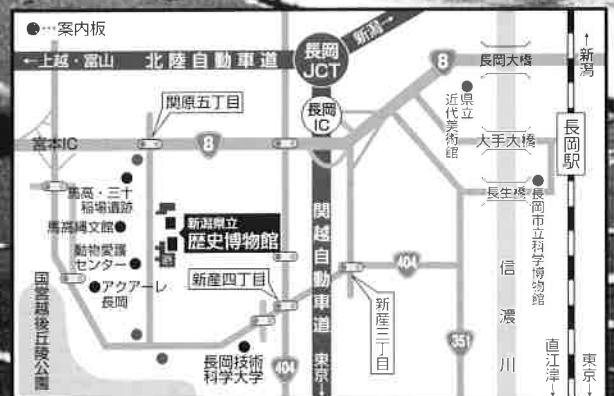 ●…案内板
←上越・富山
北陸自動車道
長岡
JCT
新潟→
8
長岡大橋
→新潟
長岡
IC
関原五丁目
県立
近代美術館
宮本IC
8
大手大橋
長岡駅
馬高・三十
稲場遺跡
長生橋
馬高縄文館
新潟県立
歴史博物館
関越自動車道
長岡市立科学博物館
動物愛護
センター
404
アクアーレ
長岡
新産四丁目
国営越後丘陵公園
新産三丁目
信濃川
351
長岡技術
科学大学
404
東京→
直江津→
東京→